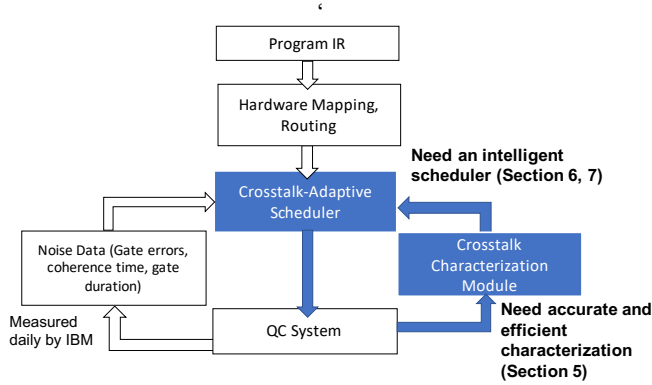 ‘
Program IR
Hardware Mapping,
Routing
Need an intelligent
scheduler (Section 6, 7)
Crosstalk-Adaptive
Scheduler
Noise Data (Gate errors,
coherence time, gate
duration)
Crosstalk
Characterization
Module
Measured
daily by IBM
QC System
Need accurate and
efficient
characterization
(Section 5)